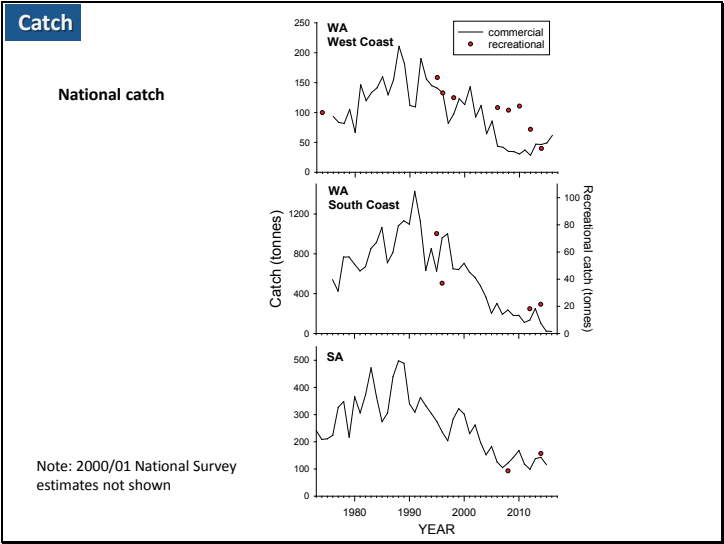 Catch
National catch
Note: 2000/01 National Survey
estimates not shown
WA
West Coast
commercial
recreational
250
200
150
100
50
0
WA
South Coast
1200
800
400
0
100
80
60
40
20
0
Catch (tonnes)
Recreational catch (tonnes)
SA
500
400
300
200
100
0
1980
1990
2000
2010
YEAR